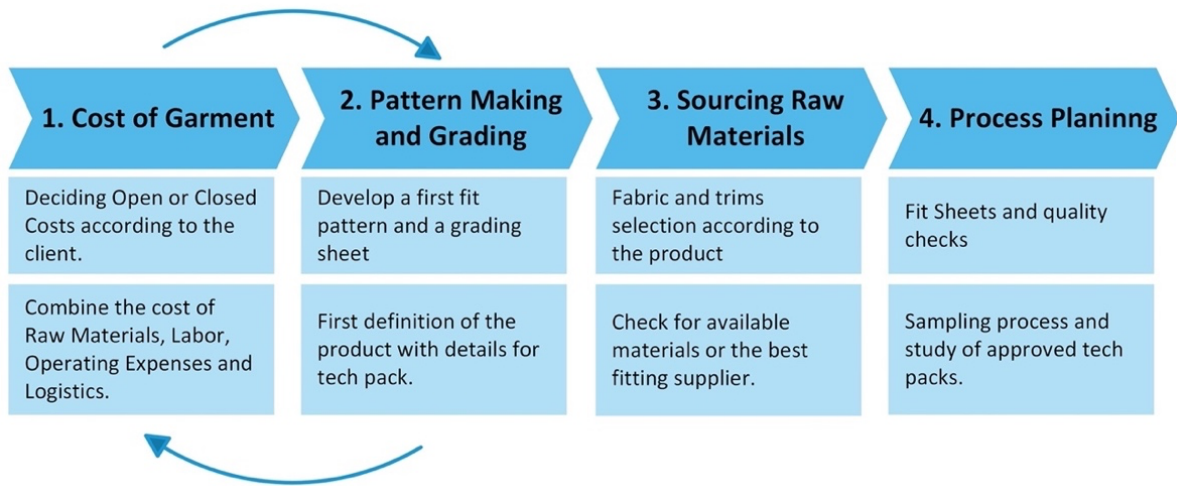 1. Cost of Garment
Deciding Open or Closed
Costs according to the
client.
Combine the cost of
Raw Materials, Labor,
Operating Expenses and
Logistics.
2. Pattern Making
and Grading
Develop a first fit
pattern and a grading
sheet
First definition of the
product with details for
tech pack.
3. Sourcing Raw
Materials
Fabric and trims
selection according to
the product
Check for available
materials or the best
fitting supplier.
4. Process Planinng
Fit Sheets and quality
checks
Sampling process and
study of approved tech
packs.